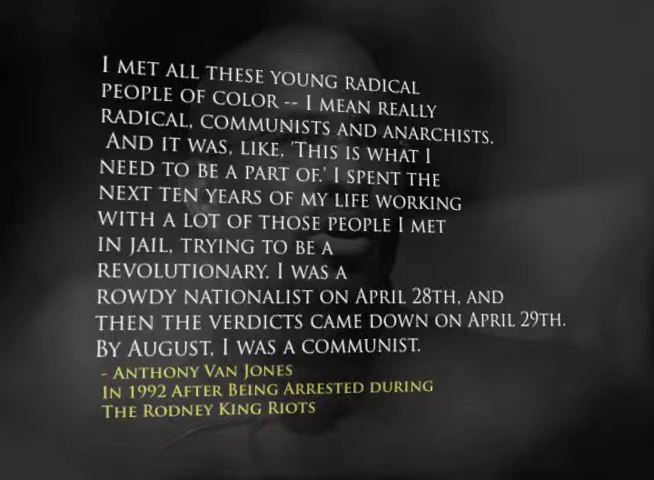 I MET ALL THESE YOUNG RADICAL
PEOPLE OF COLOR -- I MEAN REALLY
RADICAL, COMMUNISTS AND ANARCHISTS.
AND IT WAS, LIKE, 'THIS IS WHAT I
NEED TO BE A PART OF.' I SPENT THE
NEXT TEN YEARS OF MY LIFE WORKING
WITH A LOT OF THOSE PEOPLE I MET
IN JAIL, TRYING TO BE A
REVOLUTIONARY. I WAS A
ROWDY NATIONALIST ON APRIL 28TH, AND
THEN THE VERDICTS CAME DOWN ON APRIL 29TH.
BY AUGUST, I WAS A COMMUNIST.
- ANTHONY VAN JONES
IN 1992 AFTER BEING ARRESTED DURING
THE RODNEY KING RIOTS